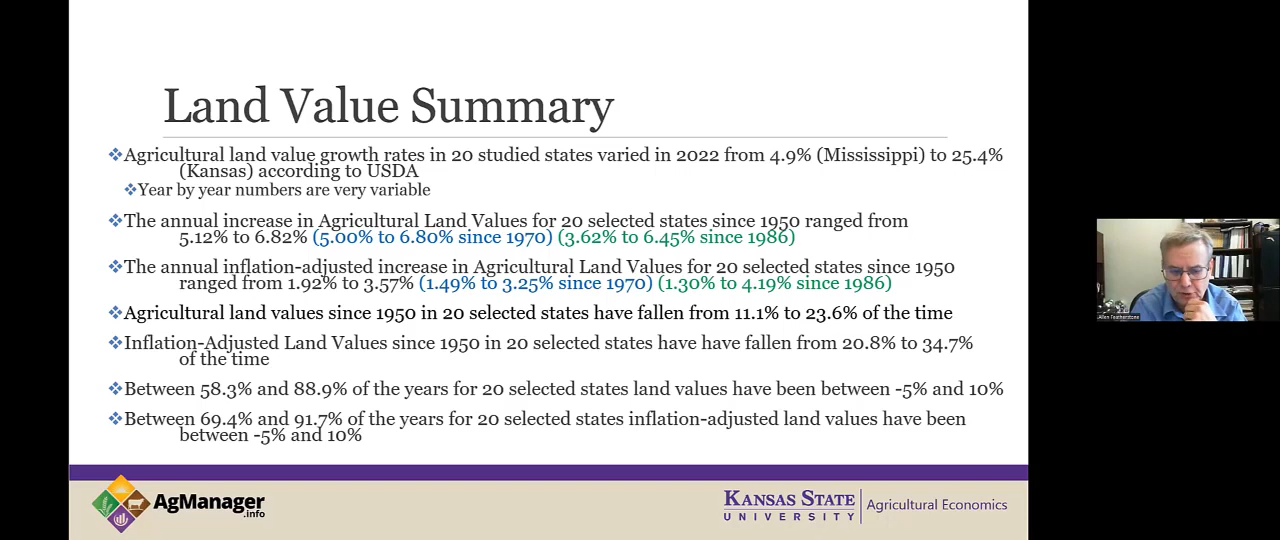 Land Value Summary
Agricultural land value growth rates in 20 studied states varied in 2022 from 4.9% (Mississippi) to 25.4%
(Kansas) according to USDA
Year by year numbers are very variable
The annual increase in Agricultural Land Values for 20 selected states since 1950 ranged from
5.12% to 6.82% (5.00% to 6.80% since 1970) (3.62% to 6.45% since 1986)
The annual inflation-adjusted increase in Agricultural Land Values for 20 selected states since 1950
ranged from 1.92% to 3.57% (1.49% to 3.25% since 1970) (1.30% to 4.19% since 1986)
Agricultural land values since 1950 in 20 selected states have fallen from 11.1% to 23.6% of the time
Inflation-Adjusted Land Values since 1950 in 20 selected states have have fallen from 20.8% to 34.7%
of the time
Between 58.3% and 88.9% of the years for 20 selected states land values have been between -5% and 10%
Between 69.4% and 91.7% of the years for 20 selected states inflation-adjusted land values have been
between -5% and 10%
AgManager
.info
KANSAS STATE
UNIVERSITY
Agricultural Economics
Allen Featherstone